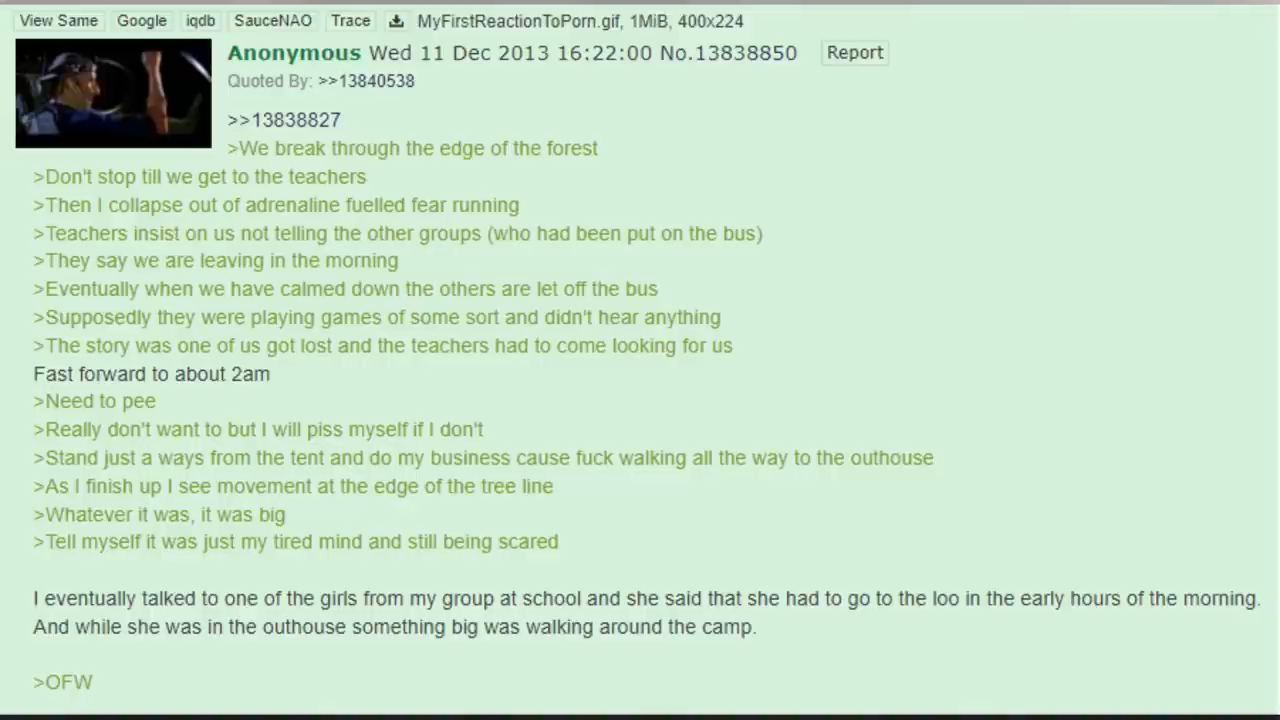 View Same Google iqdb SauceNAO Trace MyFirstReactionToPorn.gif, 1MiB, 400x224
Anonymous Wed 11 Dec 2013 16:22:00 No.13838850 Report
Quoted By: >>13840538
>>13838827
>We break through the edge of the forest
>Don't stop till we get to the teachers
>Then I collapse out of adrenaline fuelled fear running
>Teachers insist on us not telling the other groups (who had been put on the bus)
>They say we are leaving in the morning
>Eventually when we have calmed down the others are let off the bus
>Supposedly they were playing games of some sort and didn't hear anything
>The story was one of us got lost and the teachers had to come looking for us
Fast forward to about 2am
>Need to pee
>Really don't want to but I will piss myself if I don't
>Stand just a ways from the tent and do my business cause fuck walking all the way to the outhouse
>As I finish up I see movement at the edge of the tree line
>Whatever it was, it was big
>Tell myself it was just my tired mind and still being scared
I eventually talked to one of the girls from my group at school and she said that she had to go to the loo in the early hours of the morning.
And while she was in the outhouse something big was walking around the camp.
>OFW